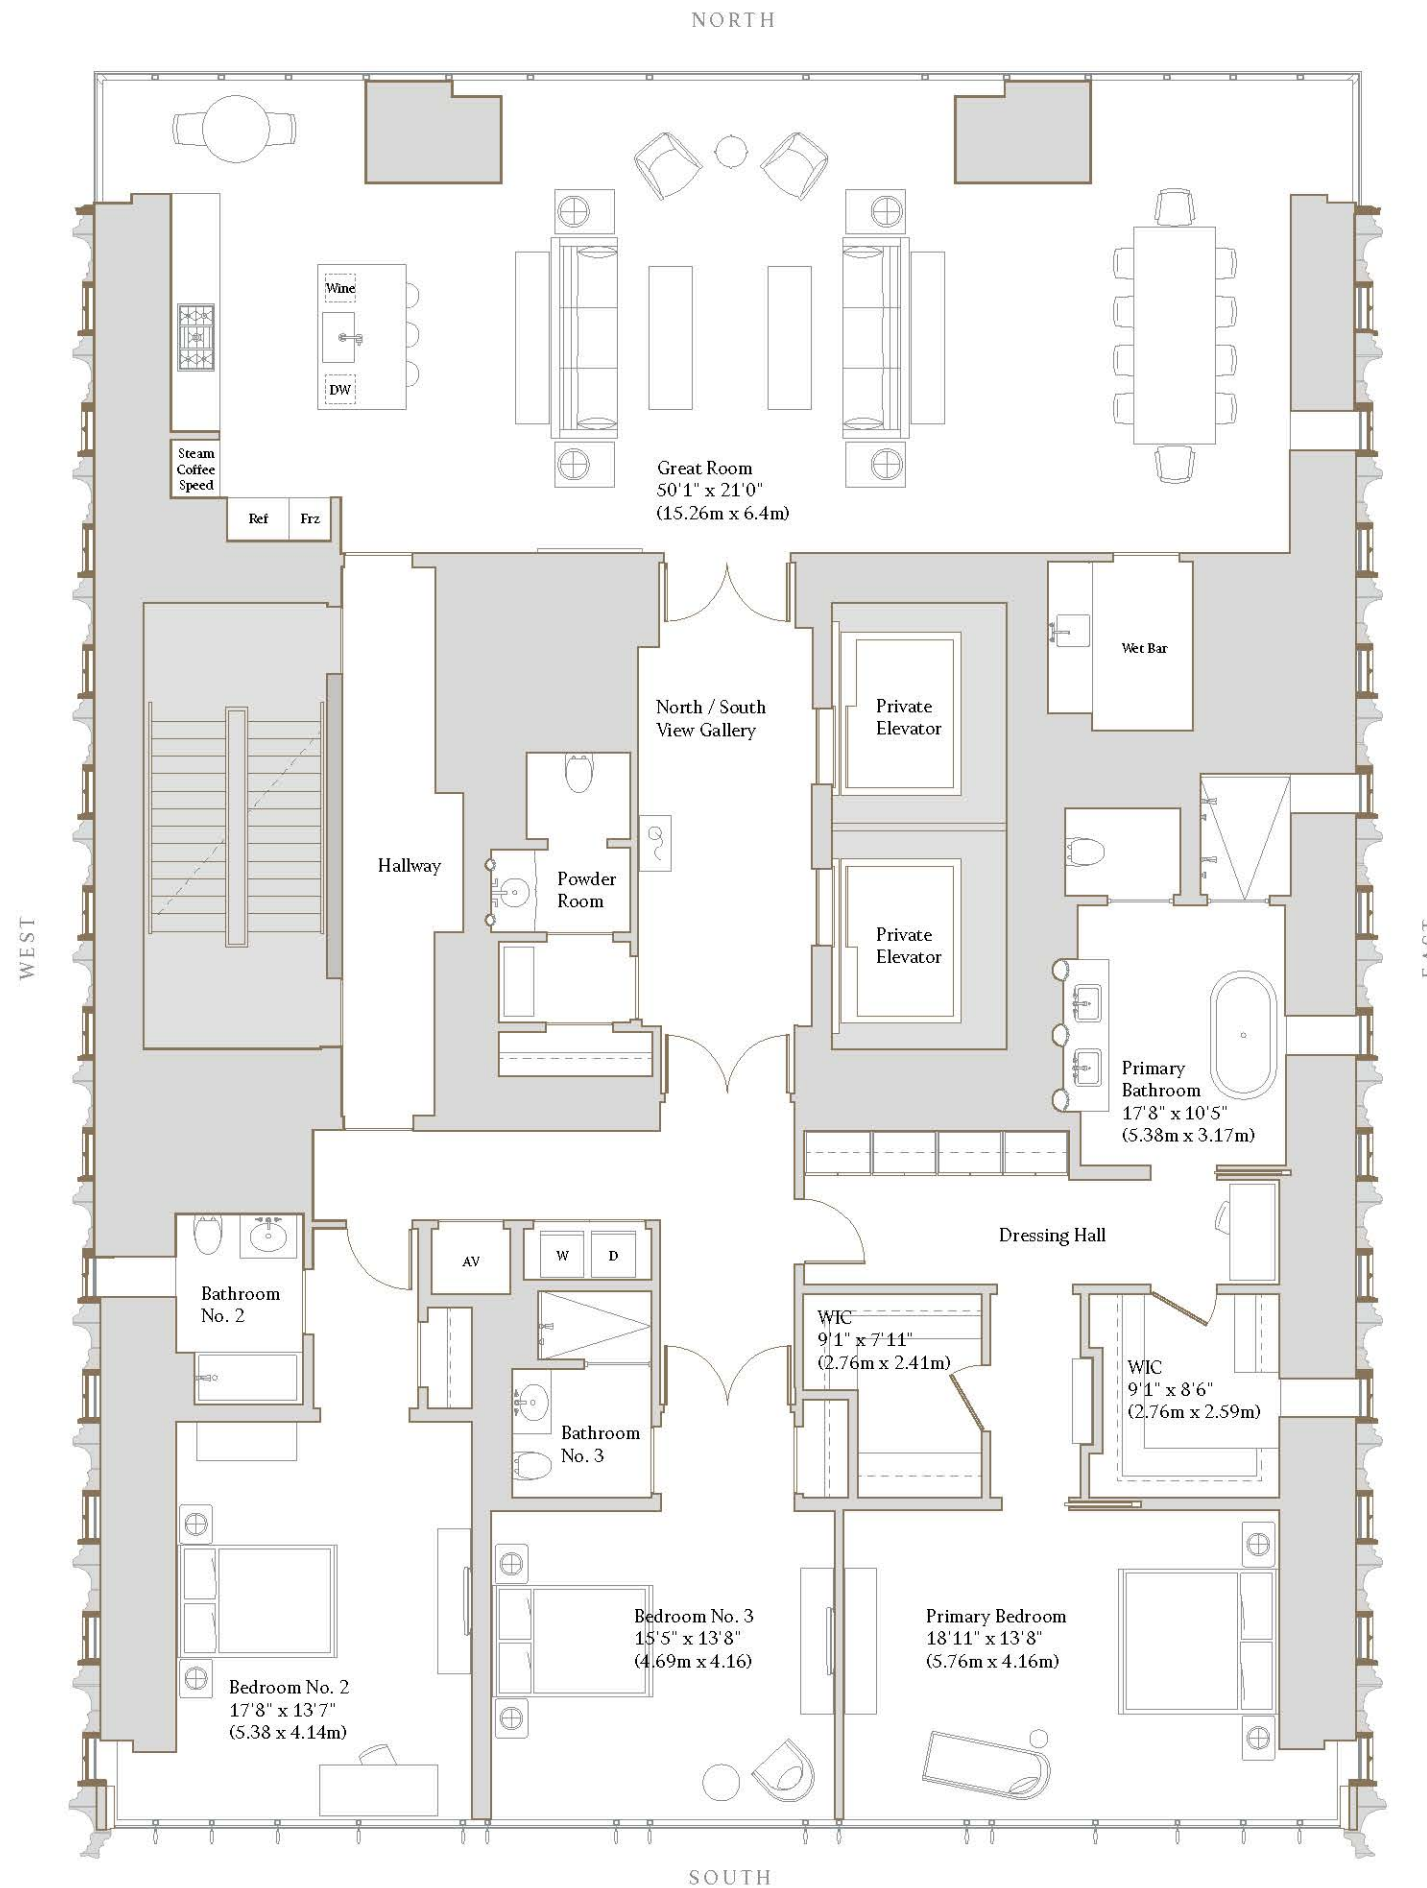 NORTH
Wine
DW
Steam
Coffee
Speed
Ref
Frz
Great Room
50'1" x 21'0"
(15.26m x 6.4m)
North / South
View Gallery
Private
Elevator
Wet Bar
Hallway
Powder
Room
Private
Elevator
WEST
EAST
Primary
Bathroom
17'8" x 10'5"
(5.38m x 3.17m)
Dressing Hall
AV
W
D
Bathroom
No. 2
WIC
9'1" x 7'11"
(2.76m x 2.41m)
WIC
9'1" x 8'6"
(2.76m x 2.59m)
Bathroom
No. 3
Bedroom No. 3
15'5" x 13'8"
(4.69m x 4.16)
Primary Bedroom
18'11" x 13'8"
(5.76m x 4.16m)
Bedroom No. 2
17'8" x 13'7"
(5.38 x 4.14m)
SOUTH